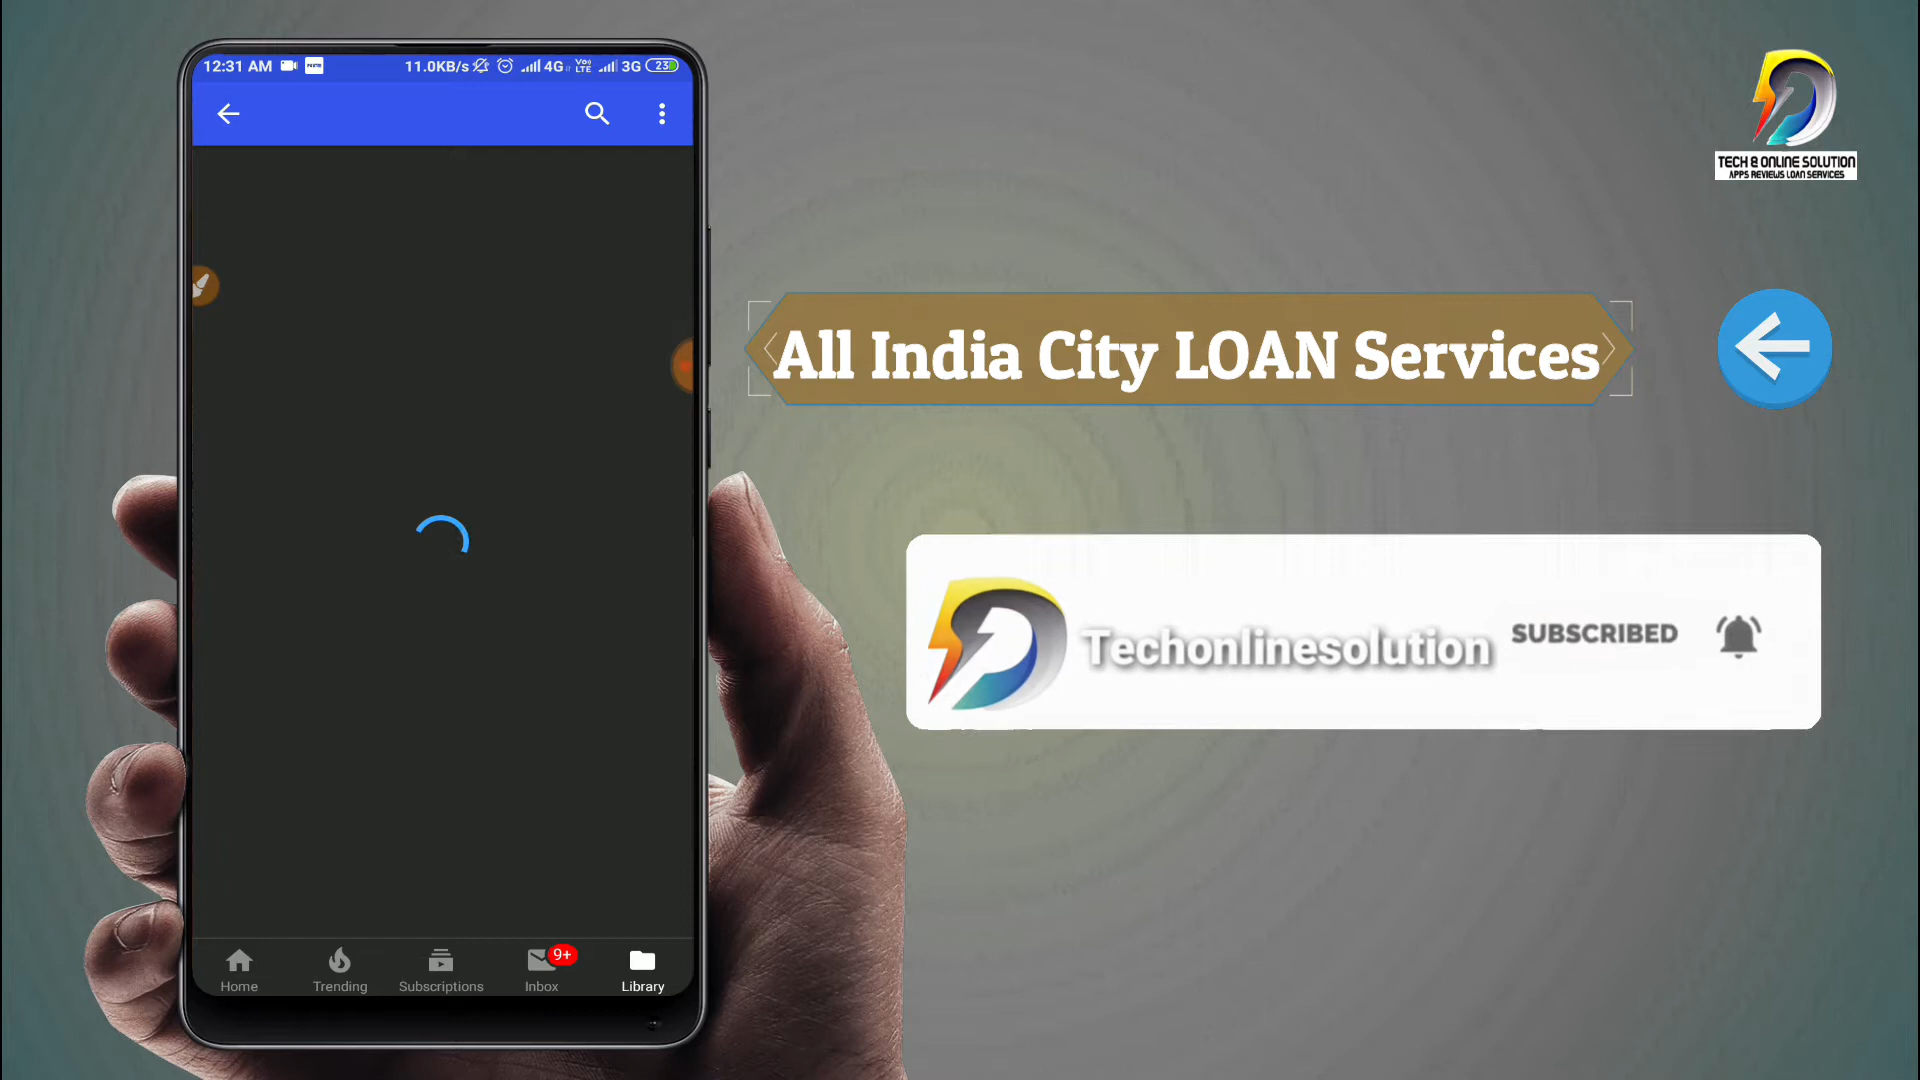 12:31 AM
11.0KB/s 4G VoLTE 3G 23
TECH & ONLINE SOLUTION
APPS REVIEWS LOAN SERVICES
All India City LOAN Services
Techonlinesolution
SUBSCRIBED
9+
Home
Trending
Subscriptions
Inbox
Library